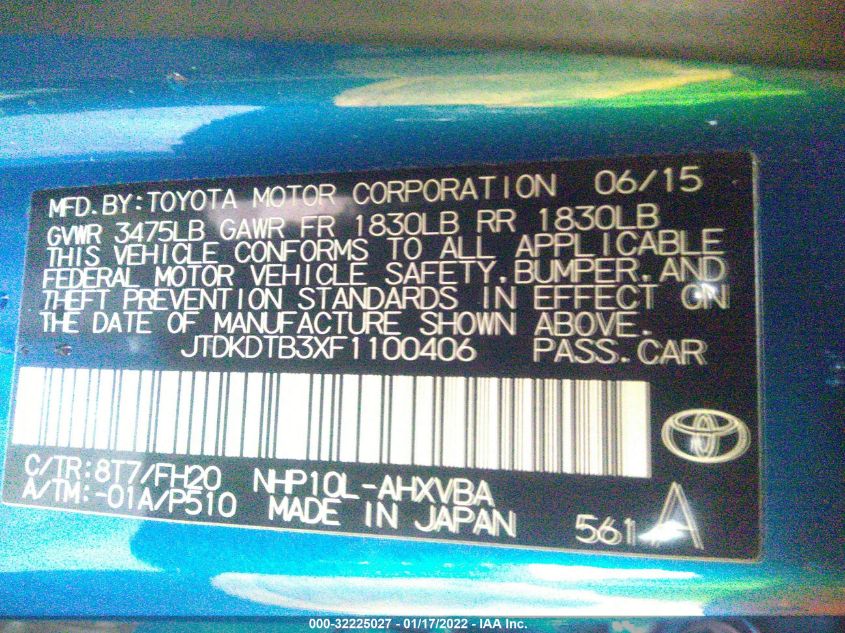 MFD.BY:TOYOTA MOTOR CORPORATION 06/15
GVWR 3475LB GAWR FR 1830LB RR 1830LB
THIS VEHICLE CONFORMS TO ALL APPLICABLE
FEDERAL MOTOR VEHICLE SAFETY, BUMPER, AND
THEFT PREVENTION STANDARDS IN EFFECT ON
THE DATE OF MANUFACTURE SHOWN ABOVE.
JTDKDTB3XF1100406 PASS.CAR
C/TR:8T7/FH20 NHP10L-AHXVBA
A/TM:-01A/P510 MADE IN JAPAN 561 A
000-32225027 - 01/17/2022 - IAA Inc.